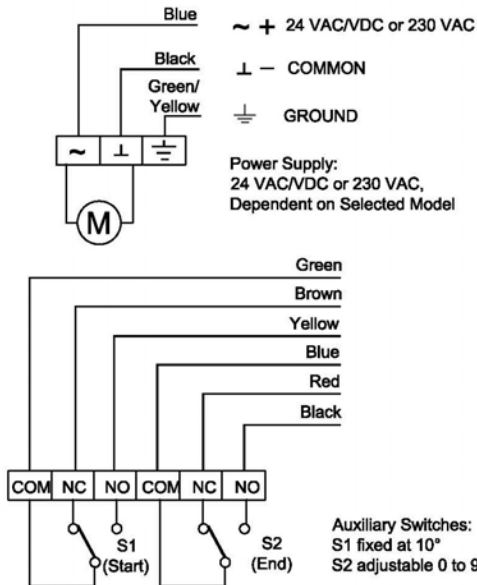 Blue
~ + 24 VAC/VDC or 230 VAC
Black
⊥ − COMMON
Green/
Yellow
⏚ GROUND
~ ⊥ ⏚
Power Supply:
24 VAC/VDC or 230 VAC,
Dependent on Selected Model
M
Green
Brown
Yellow
Blue
Red
Black
COM NC NO COM NC NO
S1
(Start)
S2
(End)
Auxiliary Switches:
S1 fixed at 10°
S2 adjustable 0 to